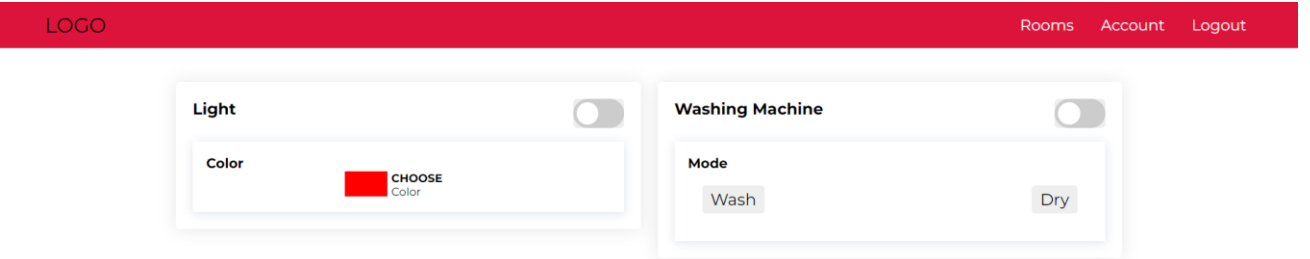 LOGO
Rooms Account Logout
Light
Color
CHOOSE
Color
Washing Machine
Mode
Wash Dry